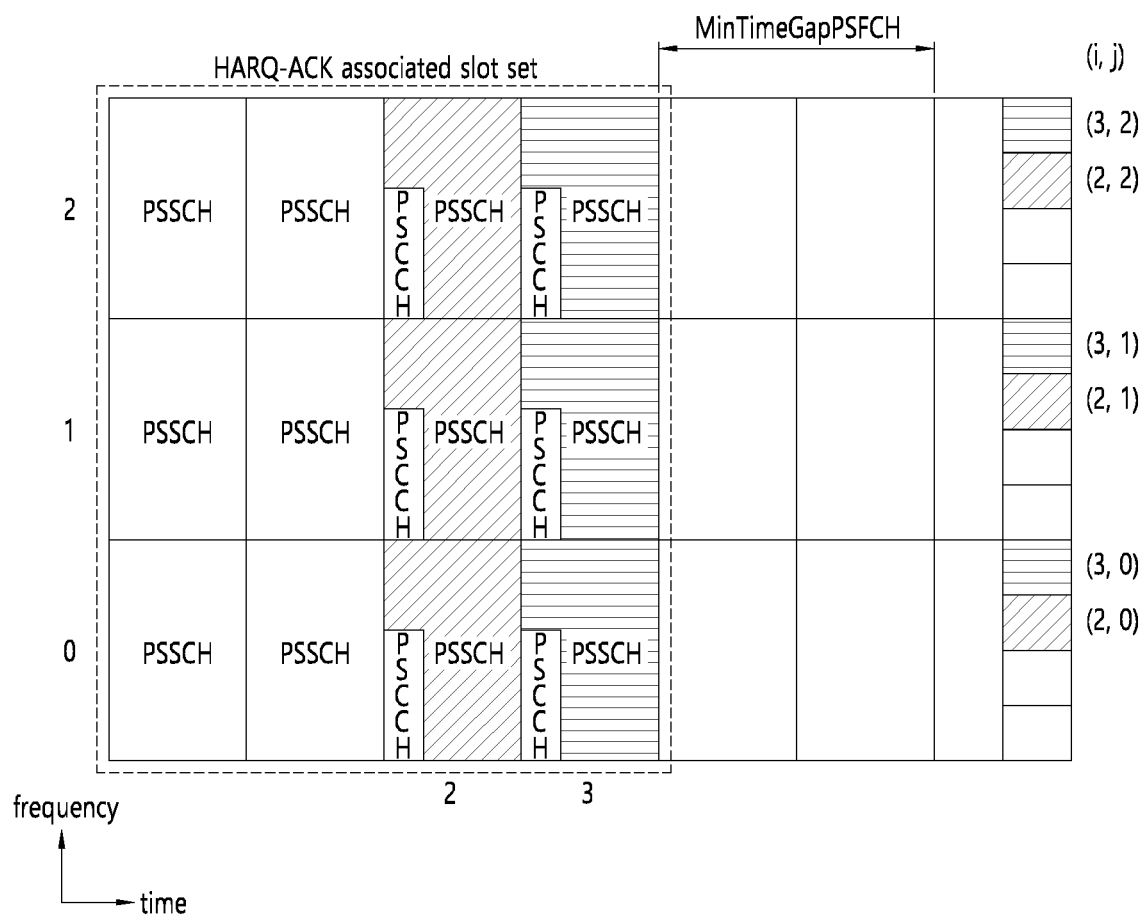 MinTimeGapPSFCH
(i, j)
HARQ-ACK associated slot set
(3, 2)
(2, 2)
2
PSSCH
PSSCH
PSCCH
PSSCH
PSCCH
PSSCH
(3, 1)
(2, 1)
1
PSSCH
PSSCH
PSCCH
PSSCH
PSCCH
PSSCH
(3, 0)
(2, 0)
0
PSSCH
PSSCH
PSCCH
PSSCH
PSCCH
PSSCH
2
3
frequency
time